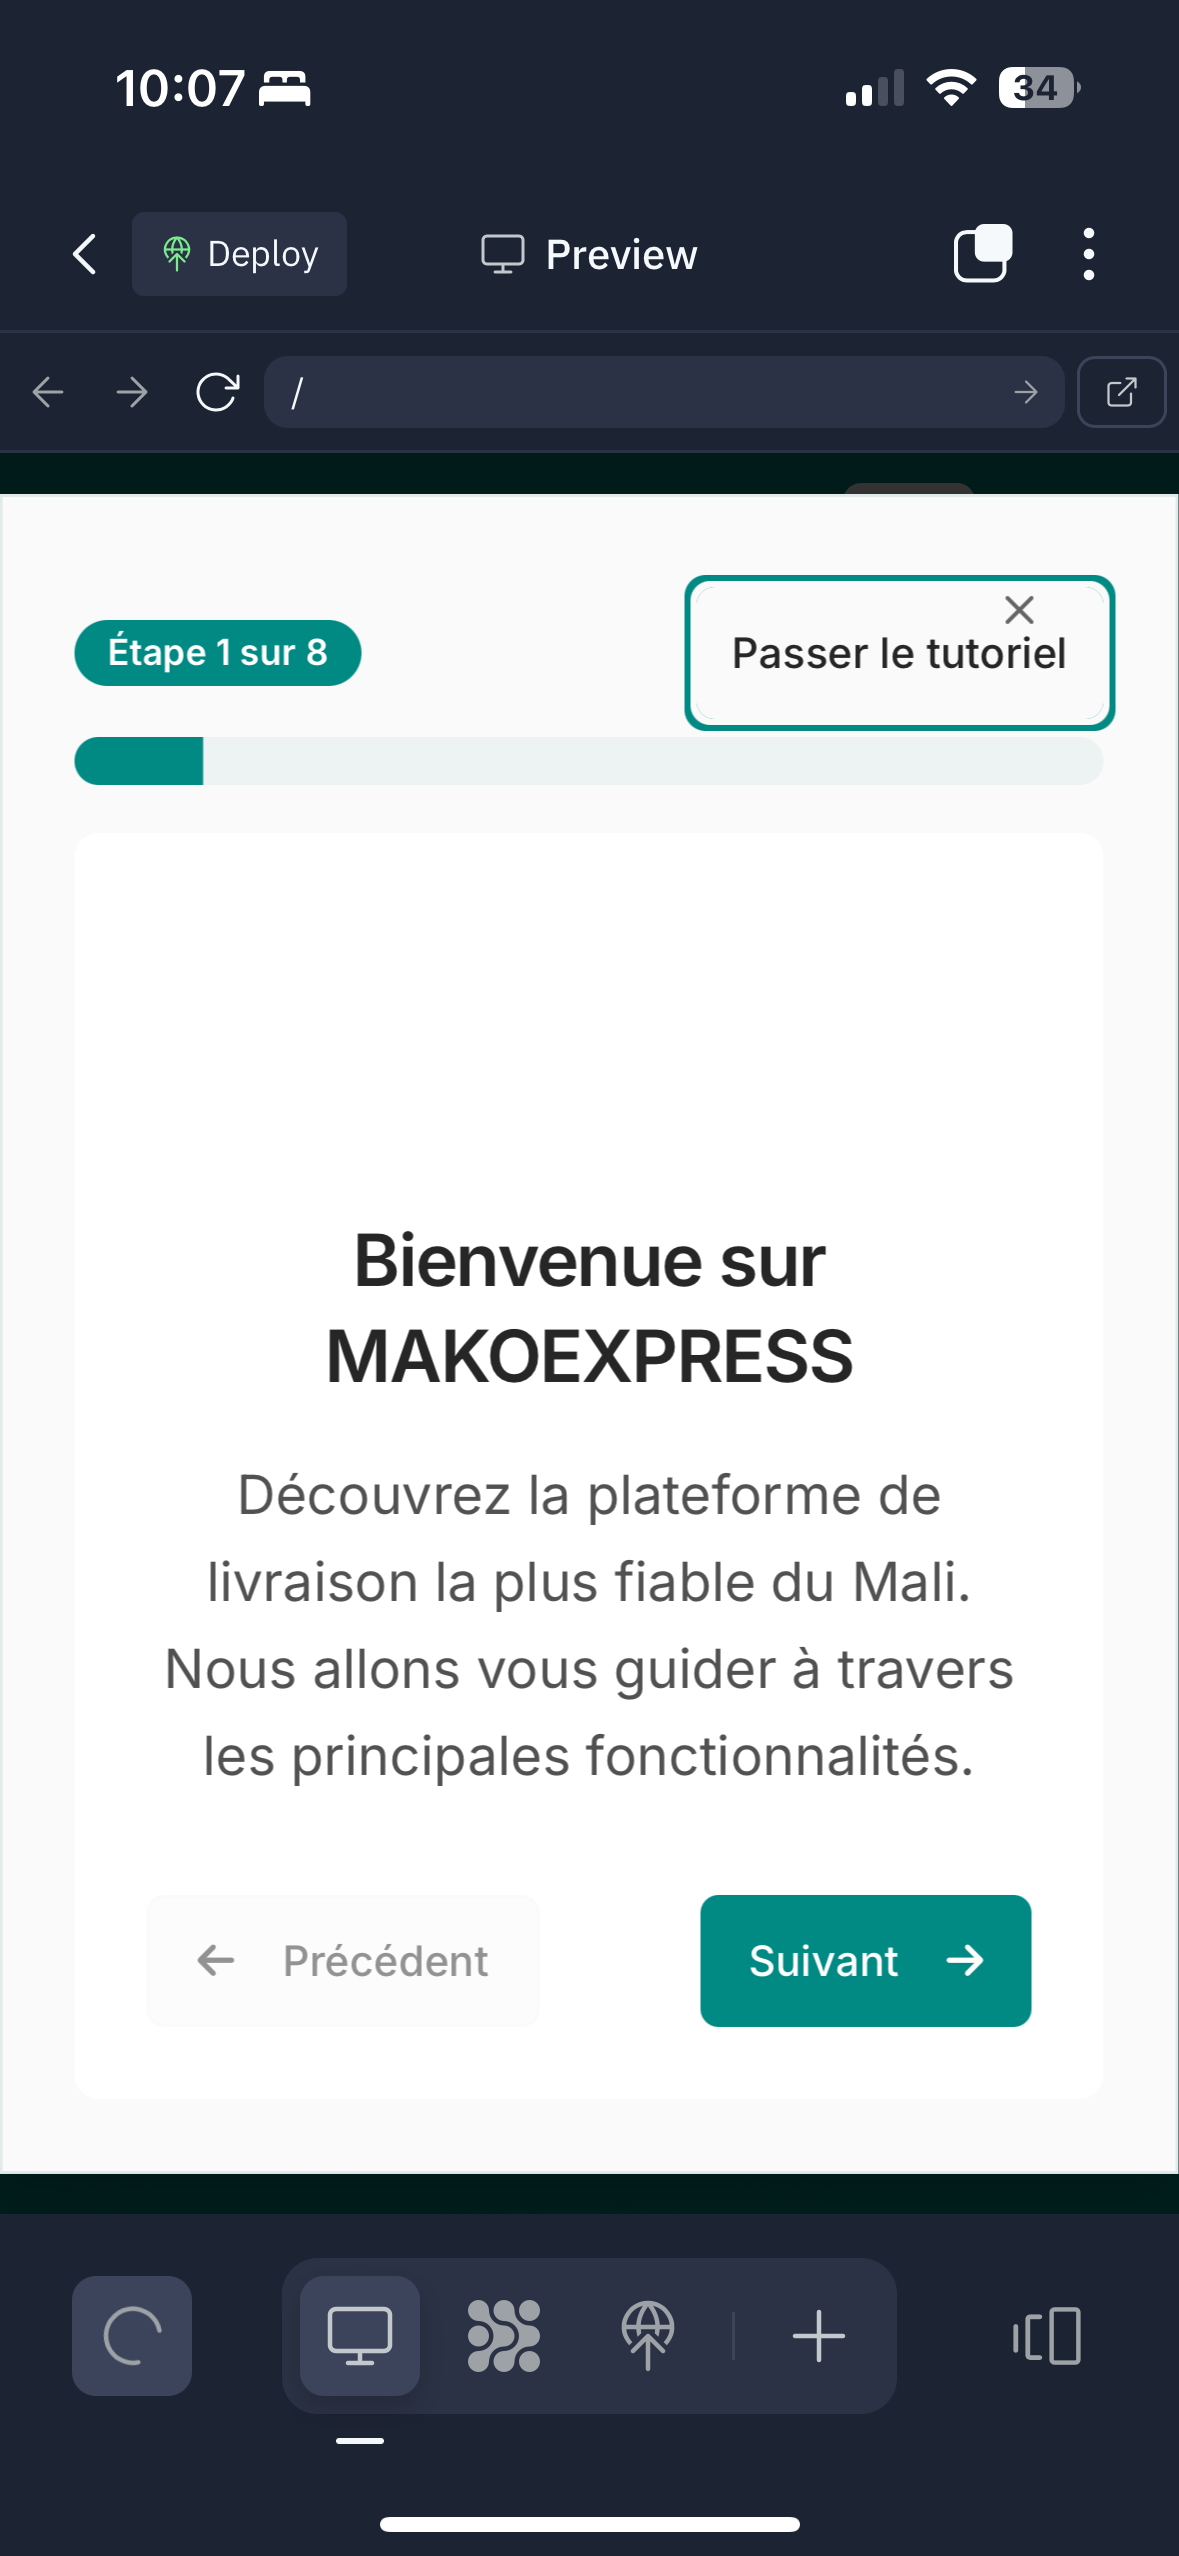 10:07
34
Deploy
Preview
/
Étape 1 sur 8
Passer le tutoriel
Bienvenue sur
MAKOEXPRESS
Découvrez la plateforme de
livraison la plus fiable du Mali.
Nous allons vous guider à travers
les principales fonctionnalités.
Précédent
Suivant